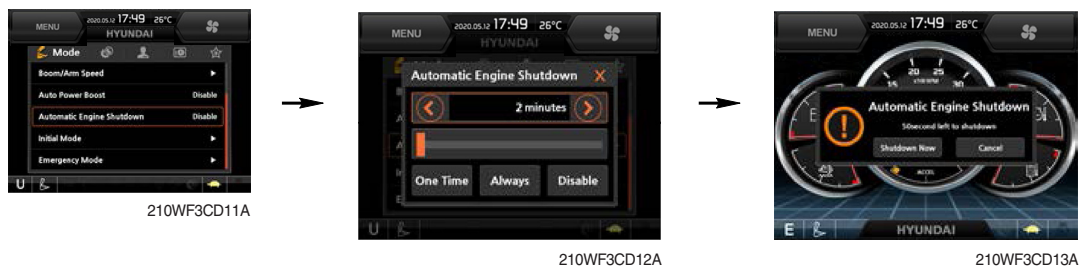 MENU
2020.05.12 17:49 26°C
HYUNDAI
Mode
Boom/Arm Speed
Auto Power Boost Disable
Automatic Engine Shutdown Disable
Initial Mode
Emergency Mode
U
210WF3CD11A
MENU
2020.05.12 17:49 26°C
HYUNDAI
Automatic Engine Shutdown X
2 minutes
One Time Always Disable
U
210WF3CD12A
MENU
2020.05.12 17:49 26°C
15 20 25 30
Automatic Engine Shutdown
50second left to shutdown
Shutdown Now Cancel
ACCEL
E
HYUNDAI
210WF3CD13A